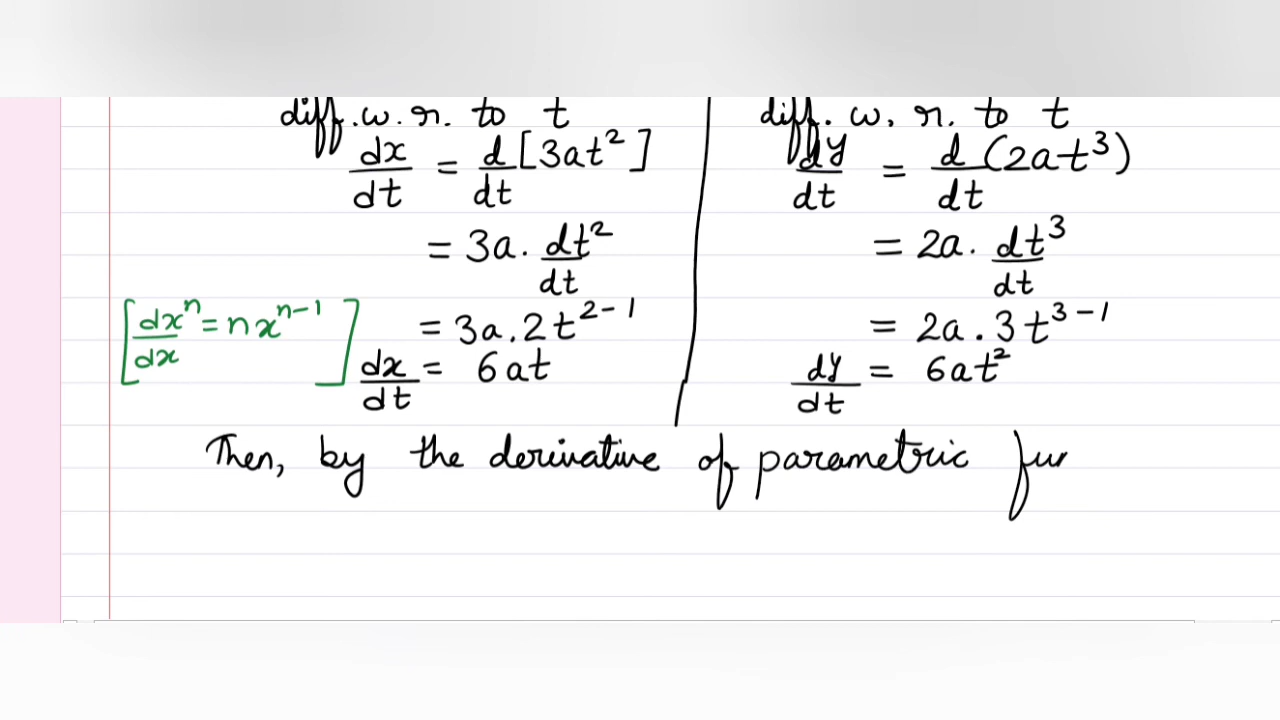 diff. w. r. to t
dx/dt = d/dt [3at²]
= 3a . dt²/dt
[dxⁿ/dx = nxⁿ⁻¹]
= 3a . 2t²⁻¹
dx/dt = 6at
diff. w. r. to t
dy/dt = d/dt (2at³)
= 2a . dt³/dt
= 2a . 3t³⁻¹
dy/dt = 6at²
Then, by the derivative of parametric fun